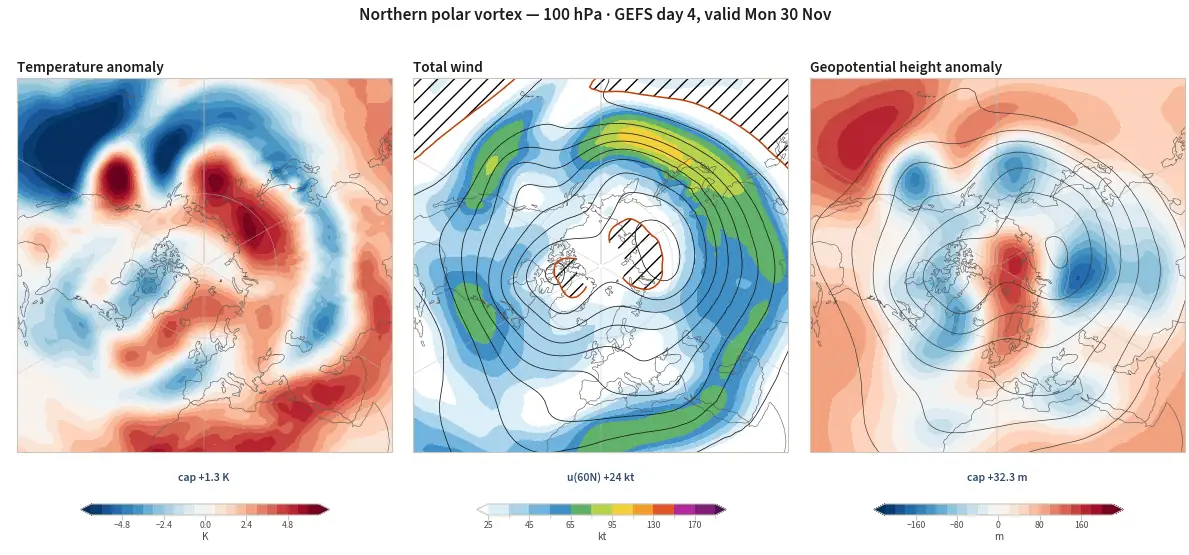 Northern polar vortex — 100 hPa · GEFS day 4, valid Mon 30 Nov
Temperature anomaly
Total wind
Geopotential height anomaly
cap +1.3 K
u(60N) +24 kt
cap +32.3 m
−4.8 −2.4 0.0 2.4 4.8
K
25 45 65 95 130 170
kt
−160 −80 0 80 160
m